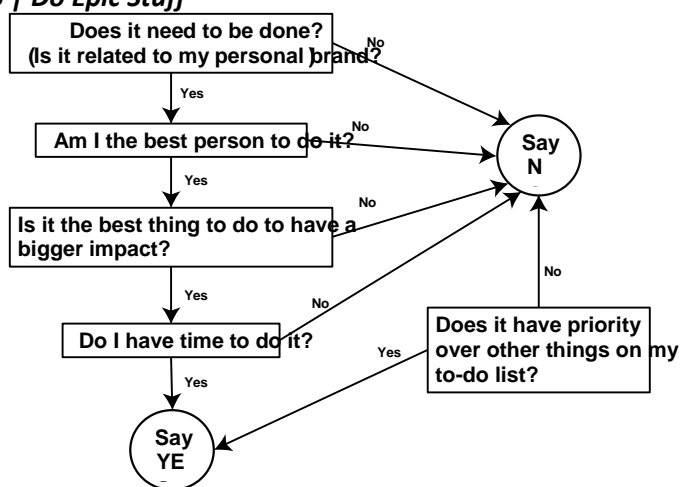 | Do Epic Stuff
Does it need to be done?
(Is it related to my personal brand?)
No
Yes
Am I the best person to do it?
No
Say
N
Yes
Is it the best thing to do to have a
bigger impact?
No
No
Yes
No
Do I have time to do it?
Does it have priority
over other things on my
to-do list?
Yes
Yes
Say
YE